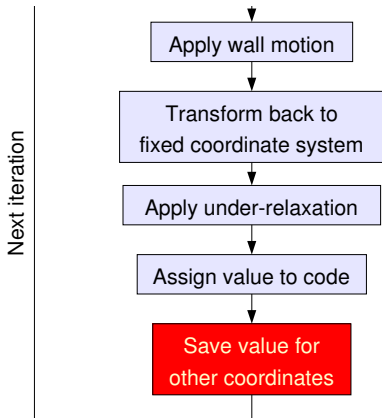 Apply wall motion
Transform back to
fixed coordinate system
Apply under-relaxation
Assign value to code
Save value for
other coordinates
Next iteration